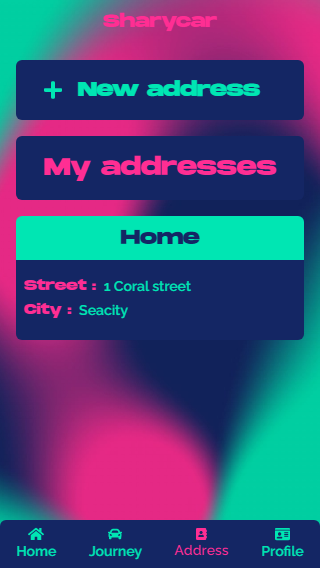 Sharycar
+ New address
My addresses
Home
Street : 1 Coral street
City : Seacity
Home Journey Address Profile